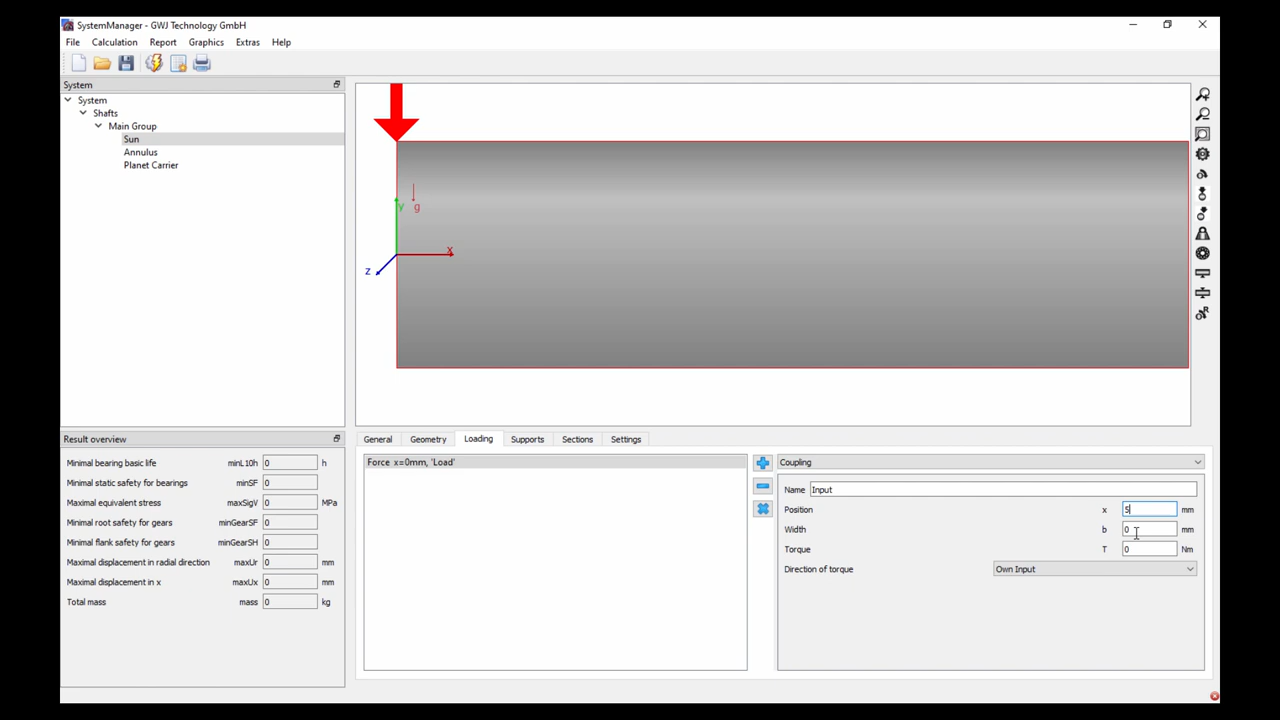 SystemManager - GWJ Technology GmbH
File Calculation Report Graphics Extras Help
System
System
Shafts
Main Group
Sun
Annulus
Planet Carrier
y
g
x
z
R
Result overview
Minimal bearing basic life minL10h 0 h
Minimal static safety for bearings minSF 0
Maximal equivalent stress maxSigV 0 MPa
Minimal root safety for gears minGearSF 0
Minimal flank safety for gears minGearSH 0
Maximal displacement in radial direction maxUr 0 mm
Maximal displacement in x maxUx 0 mm
Total mass mass 0 kg
General Geometry Loading Supports Sections Settings
Force x=0mm, 'Load'
Coupling
Name Input
Position x 5 mm
Width b 0 mm
Torque T 0 Nm
Direction of torque Own Input